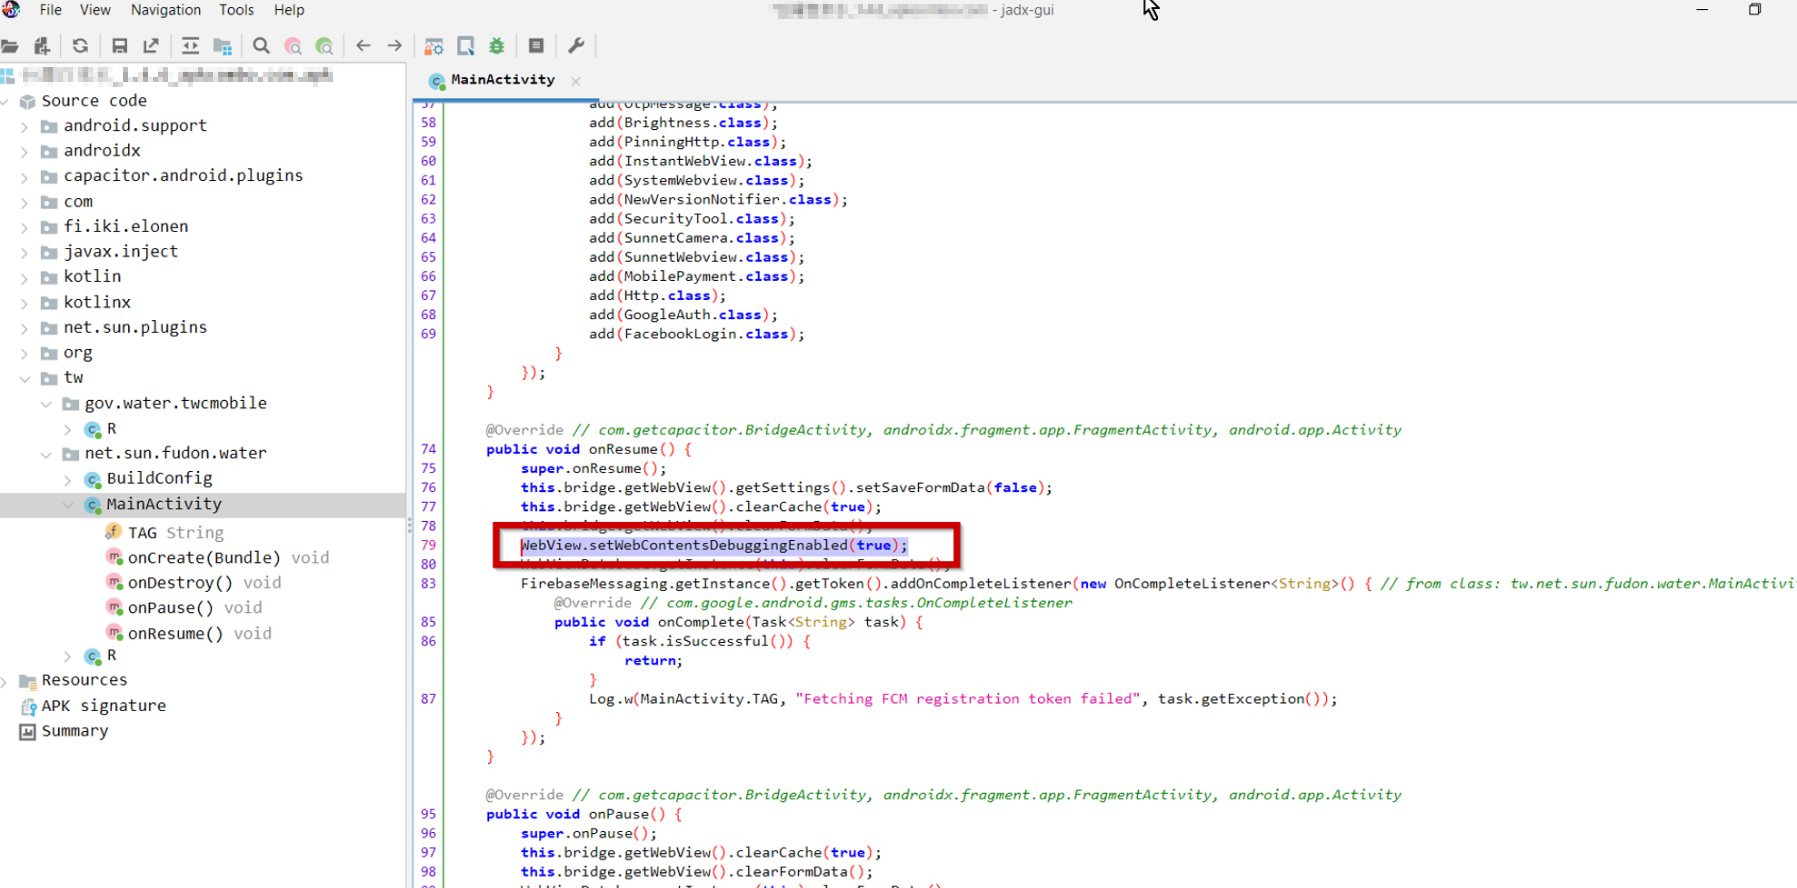 File View Navigation Tools Help
- jadx-gui
Source code
android.support
androidx
capacitor.android.plugins
com
fi.iki.elonen
javax.inject
kotlin
kotlinx
net.sun.plugins
org
tw
gov.water.twcmobile
R
net.sun.fudon.water
BuildConfig
MainActivity
TAG String
onCreate(Bundle) void
onDestroy() void
onPause() void
onResume() void
R
Resources
APK signature
Summary
MainActivity
57 add(OtpMessage.class);
58 add(Brightness.class);
59 add(PinningHttp.class);
60 add(InstantWebView.class);
61 add(SystemWebview.class);
62 add(NewVersionNotifier.class);
63 add(SecurityTool.class);
64 add(SunnetCamera.class);
65 add(SunnetWebview.class);
66 add(MobilePayment.class);
67 add(Http.class);
68 add(GoogleAuth.class);
69 add(FacebookLogin.class);
}
});
}
@Override // com.getcapacitor.BridgeActivity, androidx.fragment.app.FragmentActivity, android.app.Activity
74 public void onResume() {
75 super.onResume();
76 this.bridge.getWebView().getSettings().setSaveFormData(false);
77 this.bridge.getWebView().clearCache(true);
78 this.bridge.getWebView().clearFormData();
79 WebView.setWebContentsDebuggingEnabled(true);
80 WebViewDatabase.getInstance(this).clearFormData();
83 FirebaseMessaging.getInstance().getToken().addOnCompleteListener(new OnCompleteListener<String>() { // from class: tw.net.sun.fudon.water.MainActivi
@Override // com.google.android.gms.tasks.OnCompleteListener
85 public void onComplete(Task<String> task) {
86 if (task.isSuccessful()) {
return;
}
87 Log.w(MainActivity.TAG, "Fetching FCM registration token failed", task.getException());
}
});
}
@Override // com.getcapacitor.BridgeActivity, androidx.fragment.app.FragmentActivity, android.app.Activity
95 public void onPause() {
96 super.onPause();
97 this.bridge.getWebView().clearCache(true);
98 this.bridge.getWebView().clearFormData();